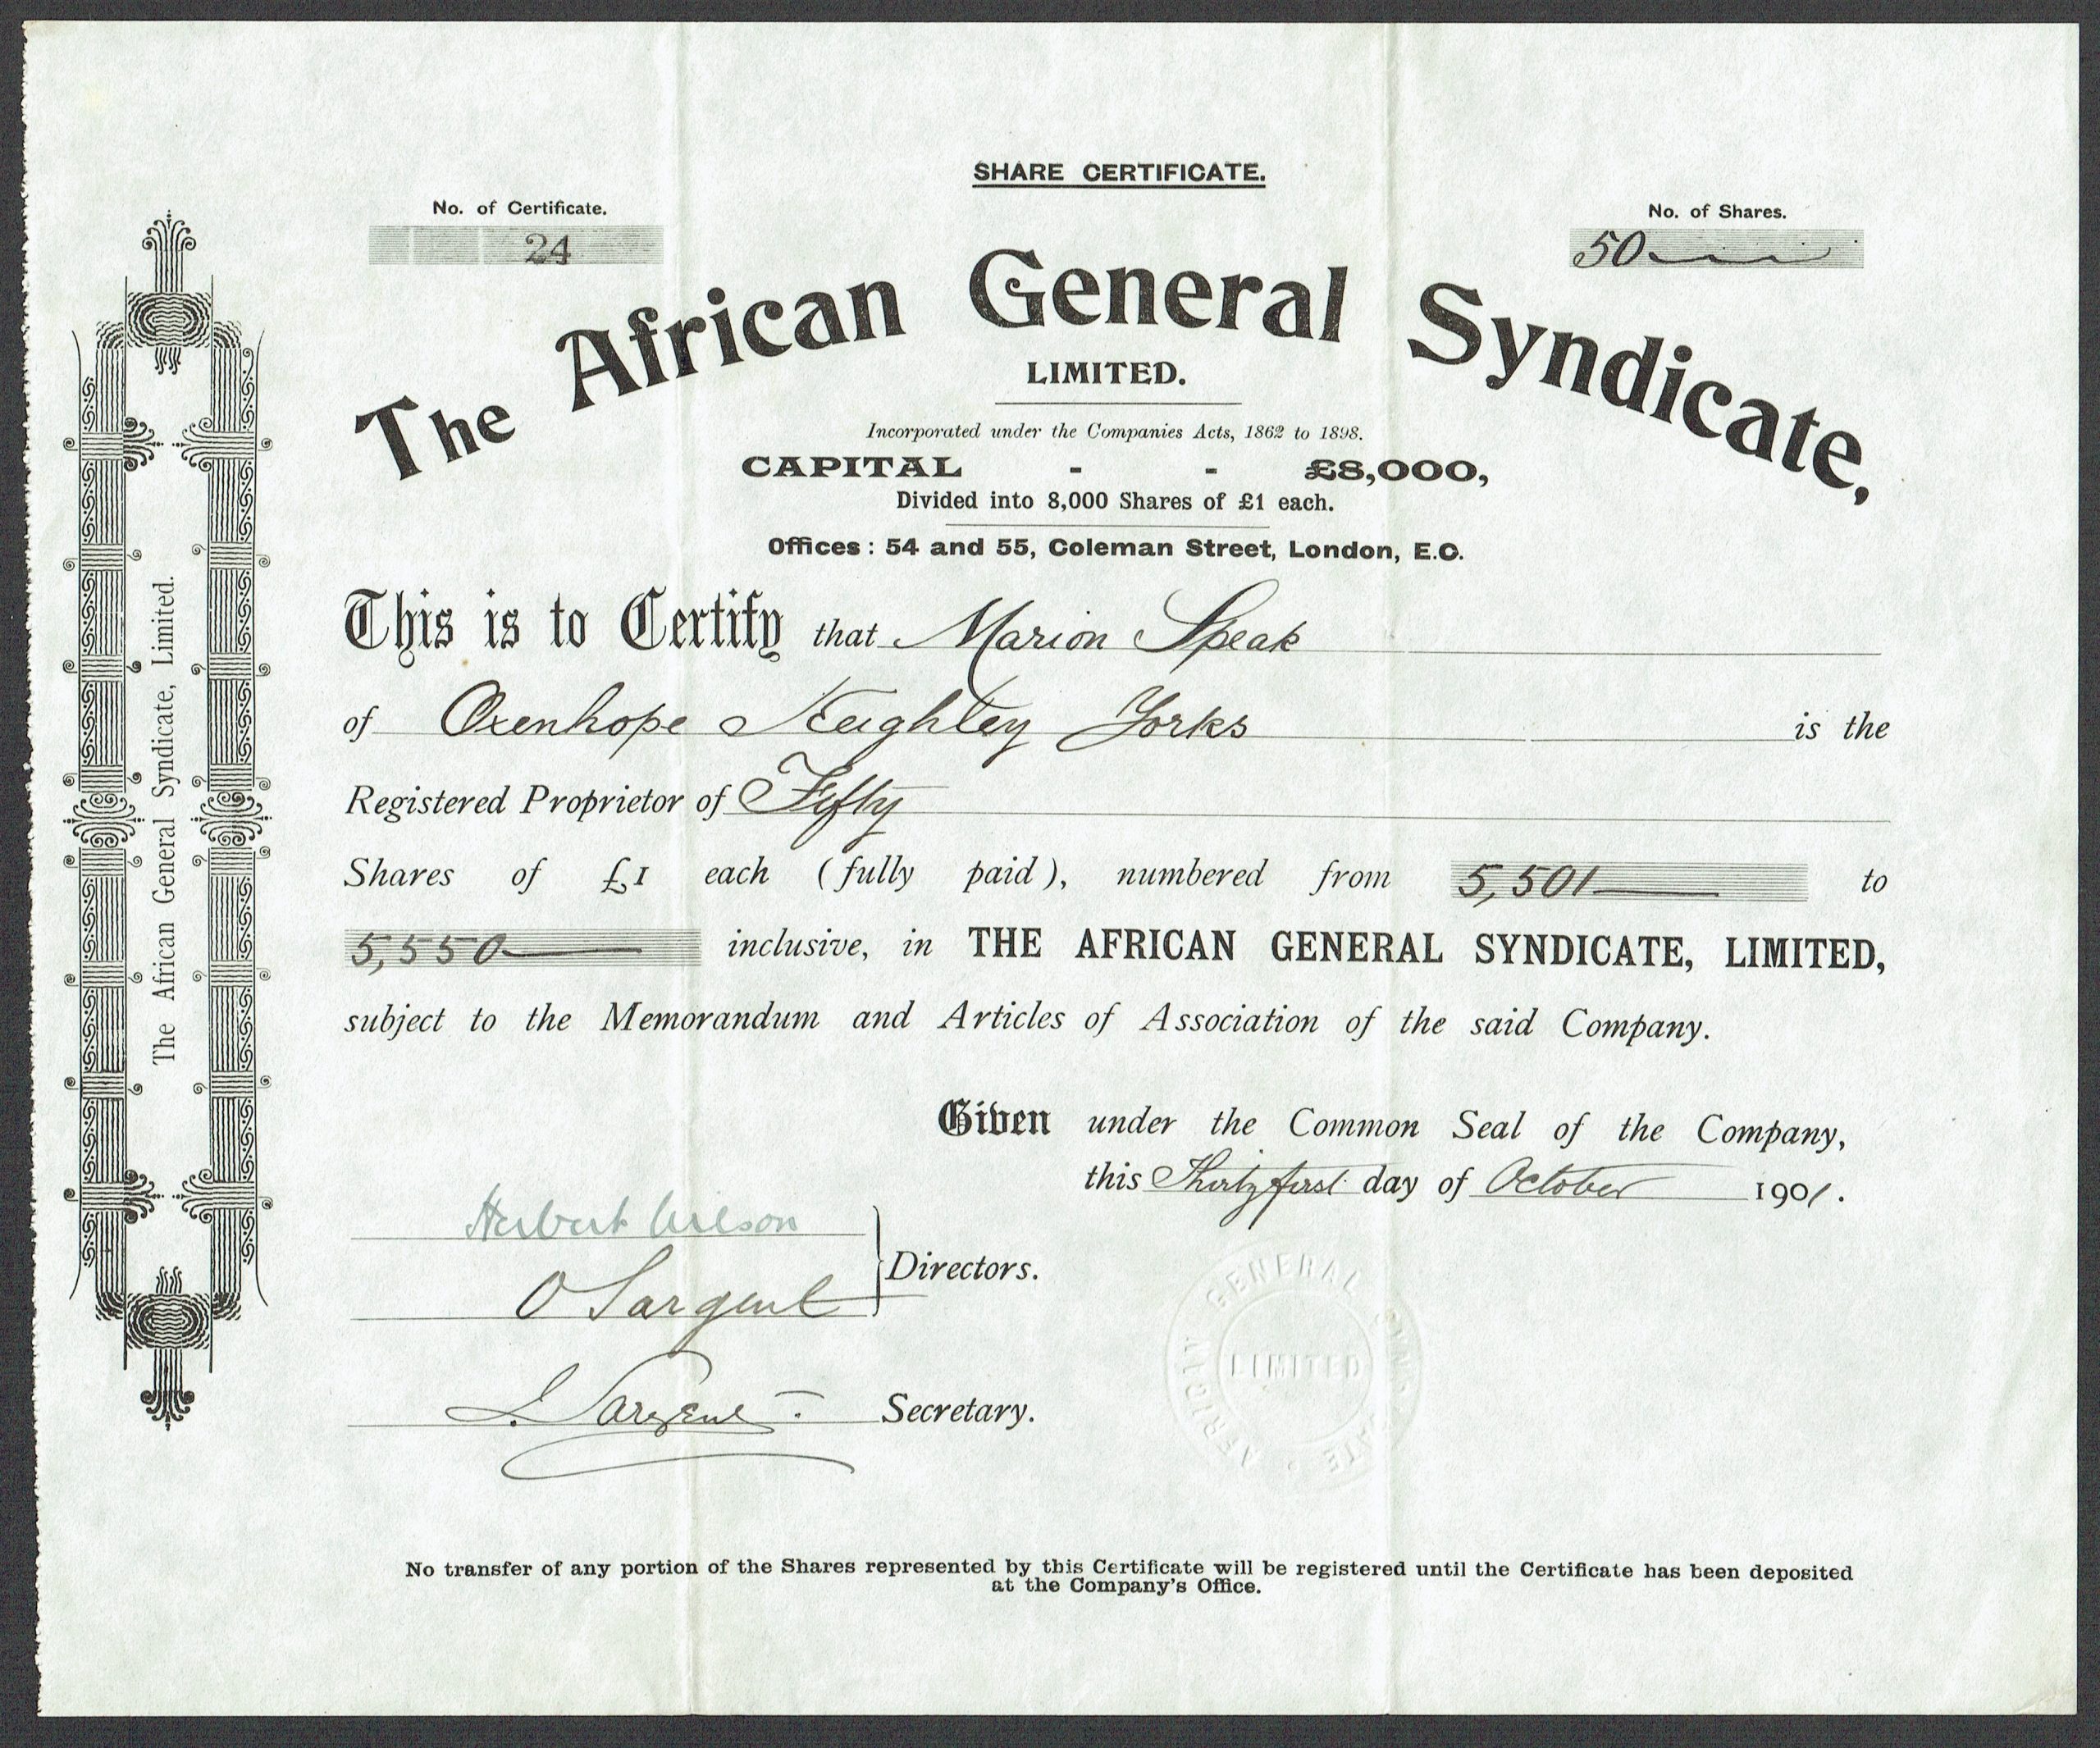 SHARE CERTIFICATE.
No. of Certificate.
24
No. of Shares.
50
The African General Syndicate,
LIMITED.
Incorporated under the Companies Acts, 1862 to 1898.
CAPITAL - - £8,000,
Divided into 8,000 Shares of £1 each.
Offices: 54 and 55, Coleman Street, London, E.C.
This is to Certify that Marion Speak
of Oxenhope Keighley Yorks is the
Registered Proprietor of Fifty
Shares of £1 each (fully paid), numbered from 5,501 to
5,550 inclusive, in THE AFRICAN GENERAL SYNDICATE, LIMITED,
subject to the Memorandum and Articles of Association of the said Company.
Given under the Common Seal of the Company,
this Thirty first day of October 1901.
Herbert Wilson
O Sargent
Directors.
L Sargent Secretary.
AFRICAN GENERAL SYNDICATE
LIMITED
No transfer of any portion of the Shares represented by this Certificate will be registered until the Certificate has been deposited
at the Company's Office.
The African General Syndicate, Limited.